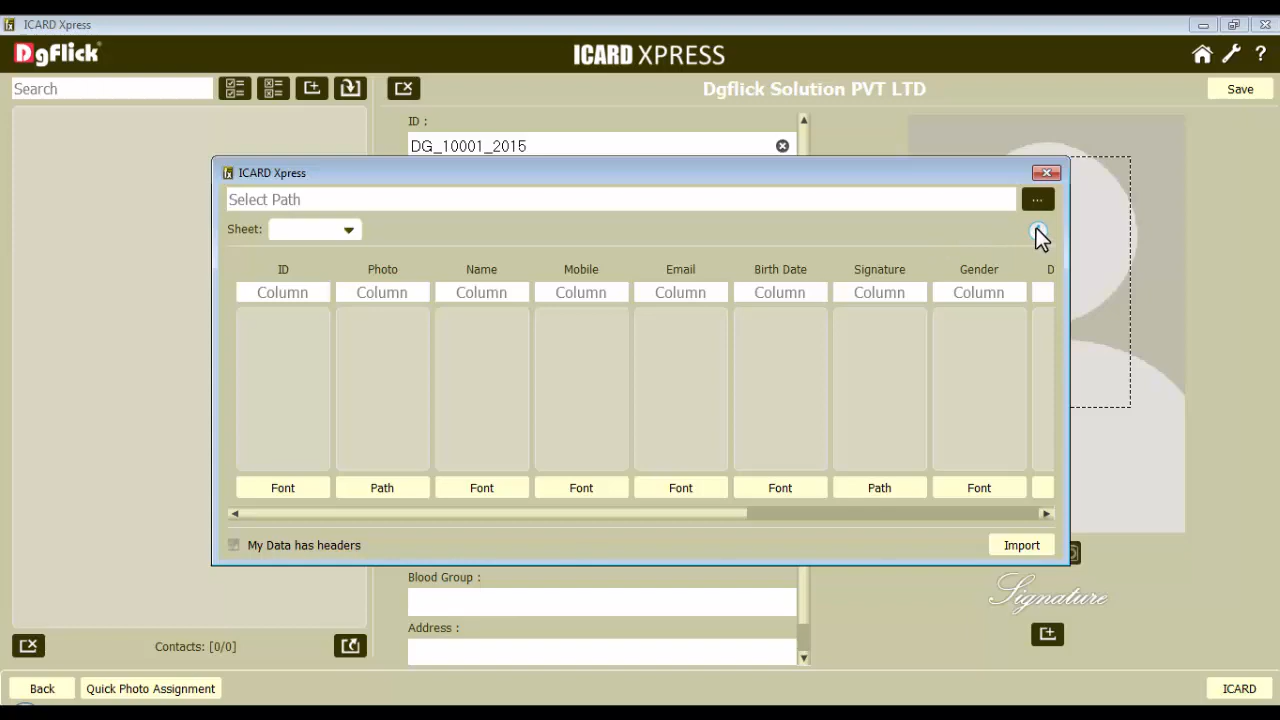 ICARD Xpress
DgFlick
ICARD XPRESS
?
Search
Dgflick Solution PVT LTD
Save
ID :
DG_10001_2015
ICARD Xpress
Select Path
...
Sheet:
ID Photo Name Mobile Email Birth Date Signature Gender D
Column Column Column Column Column Column Column Column
Font Path Font Font Font Font Path Font
My Data has headers
Import
Blood Group :
Address :
Signature
Contacts: [0/0]
Back
Quick Photo Assignment
ICARD